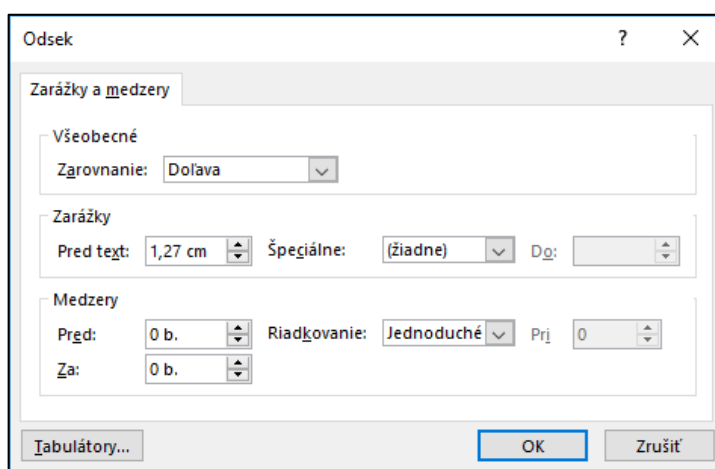 Odsek ?
Zarážky a medzery
Všeobecné
Zarovnanie: Doľava
Zarážky
Pred text: 1,27 cm Špeciálne: (žiadne) Do:
Medzery
Pred: 0 b. Riadkovanie: Jednoduché Pri 0
Za: 0 b.
Tabulátory... OK Zrušiť